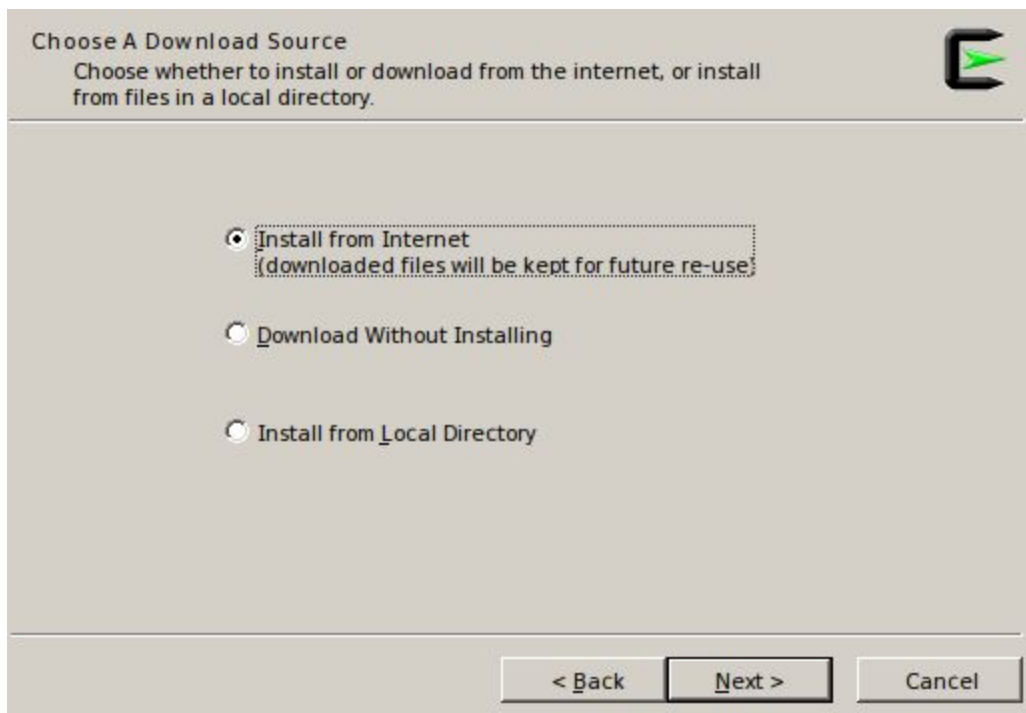 Choose A Download Source
Choose whether to install or download from the internet, or install
from files in a local directory.
Install from Internet
(downloaded files will be kept for future re-use)
Download Without Installing
Install from Local Directory
< Back
Next >
Cancel